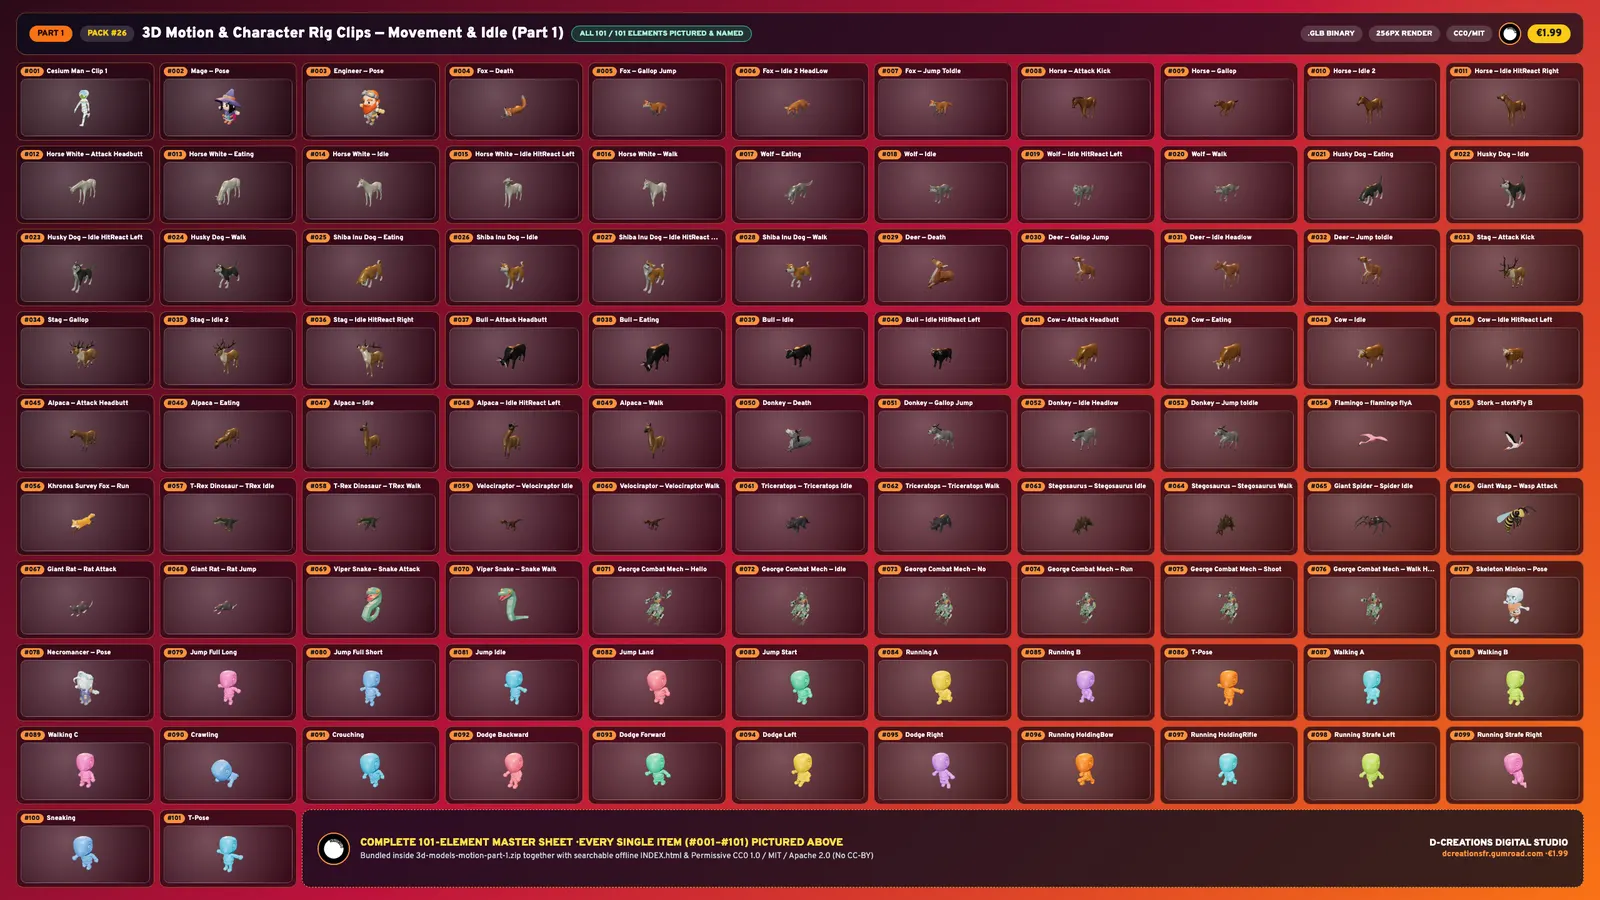 PART 1 PACK #26 3D Motion & Character Rig Clips – Movement & Idle (Part 1) ALL 101 / 101 ELEMENTS PICTURED & NAMED .GLB BINARY 256PX RENDER CC0/MIT €1.99
#001 Cesium Man – Clip 1
#002 Mage – Pose
#003 Engineer – Pose
#004 Fox – Death
#005 Fox – Gallop Jump
#006 Fox – Idle 2 HeadLow
#007 Fox – Jump ToIdle
#008 Horse – Attack Kick
#009 Horse – Gallop
#010 Horse – Idle 2
#011 Horse – Idle HitReact Right
#012 Horse White – Attack Headbutt
#013 Horse White – Eating
#014 Horse White – Idle
#015 Horse White – Idle HitReact Left
#016 Horse White – Walk
#017 Wolf – Eating
#018 Wolf – Idle
#019 Wolf – Idle HitReact Left
#020 Wolf – Walk
#021 Husky Dog – Eating
#022 Husky Dog – Idle
#023 Husky Dog – Idle HitReact Left
#024 Husky Dog – Walk
#025 Shiba Inu Dog – Eating
#026 Shiba Inu Dog – Idle
#027 Shiba Inu Dog – Idle HitReact ...
#028 Shiba Inu Dog – Walk
#029 Deer – Death
#030 Deer – Gallop Jump
#031 Deer – Idle Headlow
#032 Deer – Jump toIdle
#033 Stag – Attack Kick
#034 Stag – Gallop
#035 Stag – Idle 2
#036 Stag – Idle HitReact Right
#037 Bull – Attack Headbutt
#038 Bull – Eating
#039 Bull – Idle
#040 Bull – Idle HitReact Left
#041 Cow – Attack Headbutt
#042 Cow – Eating
#043 Cow – Idle
#044 Cow – Idle HitReact Left
#045 Alpaca – Attack Headbutt
#046 Alpaca – Eating
#047 Alpaca – Idle
#048 Alpaca – Idle HitReact Left
#049 Alpaca – Walk
#050 Donkey – Death
#051 Donkey – Gallop Jump
#052 Donkey – Idle Headlow
#053 Donkey – Jump toIdle
#054 Flamingo – flamingo flyA
#055 Stork – storkFly B
#056 Khronos Survey Fox – Run
#057 T-Rex Dinosaur – TRex Idle
#058 T-Rex Dinosaur – TRex Walk
#059 Velociraptor – Velociraptor Idle
#060 Velociraptor – Velociraptor Walk
#061 Triceratops – Triceratops Idle
#062 Triceratops – Triceratops Walk
#063 Stegosaurus – Stegosaurus Idle
#064 Stegosaurus – Stegosaurus Walk
#065 Giant Spider – Spider Idle
#066 Giant Wasp – Wasp Attack
#067 Giant Rat – Rat Attack
#068 Giant Rat – Rat Jump
#069 Viper Snake – Snake Attack
#070 Viper Snake – Snake Walk
#071 George Combat Mech – Hello
#072 George Combat Mech – Idle
#073 George Combat Mech – No
#074 George Combat Mech – Run
#075 George Combat Mech – Shoot
#076 George Combat Mech – Walk H...
#077 Skeleton Minion – Pose
#078 Necromancer – Pose
#079 Jump Full Long
#080 Jump Full Short
#081 Jump Idle
#082 Jump Land
#083 Jump Start
#084 Running A
#085 Running B
#086 T-Pose
#087 Walking A
#088 Walking B
#089 Walking C
#090 Crawling
#091 Crouching
#092 Dodge Backward
#093 Dodge Forward
#094 Dodge Left
#095 Dodge Right
#096 Running HoldingBow
#097 Running HoldingRifle
#098 Running Strafe Left
#099 Running Strafe Right
#100 Sneaking
#101 T-Pose
COMPLETE 101-ELEMENT MASTER SHEET · EVERY SINGLE ITEM (#001–#101) PICTURED ABOVE
Bundled inside 3d-models-motion-part-1.zip together with searchable offline INDEX.html & Permissive CC0 1.0 / MIT / Apache 2.0 (No CC-BY)
D-CREATIONS DIGITAL STUDIO
dcreationsfr.gumroad.com · €1.99